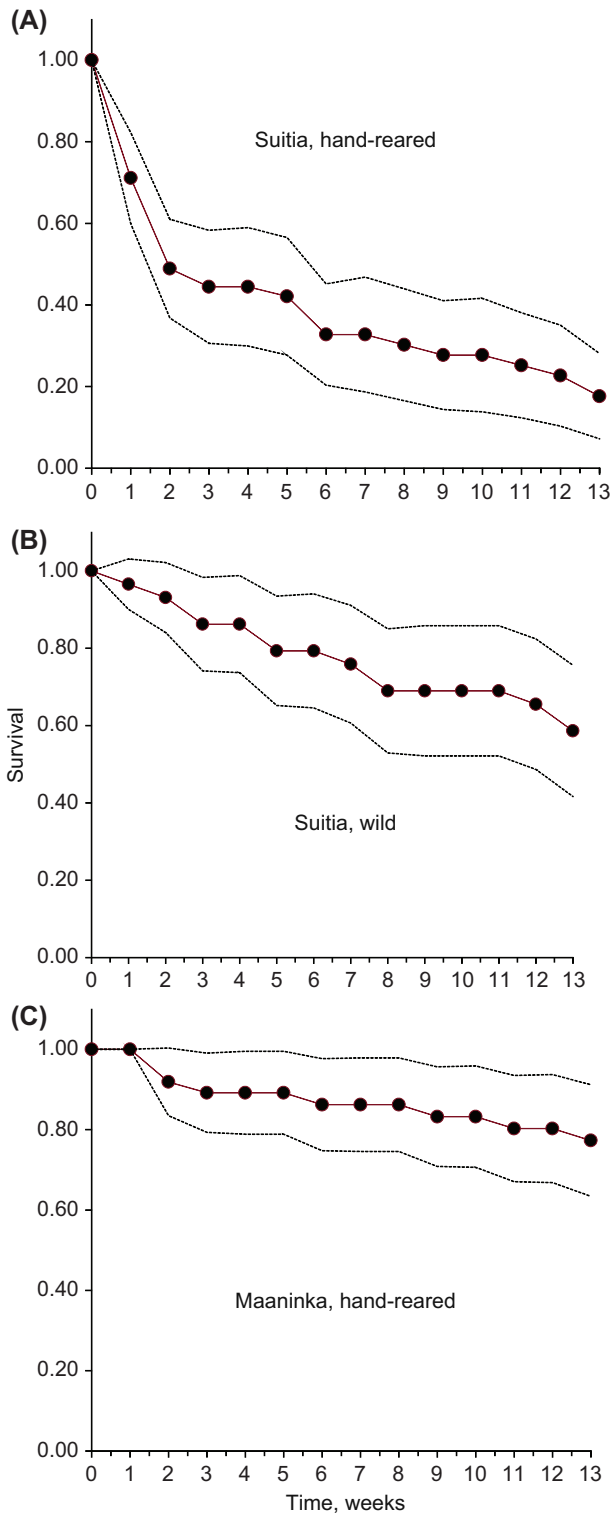 (A)
1.00
0.80
Suitia, hand-reared
0.60
0.40
0.20
0.00
0 1 2 3 4 5 6 7 8 9 10 11 12 13
(B)
1.00
0.80
0.60
Survival
0.40
Suitia, wild
0.20
0.00
0 1 2 3 4 5 6 7 8 9 10 11 12 13
(C)
1.00
0.80
0.60
0.40
Maaninka, hand-reared
0.20
0.00
0 1 2 3 4 5 6 7 8 9 10 11 12 13
Time, weeks